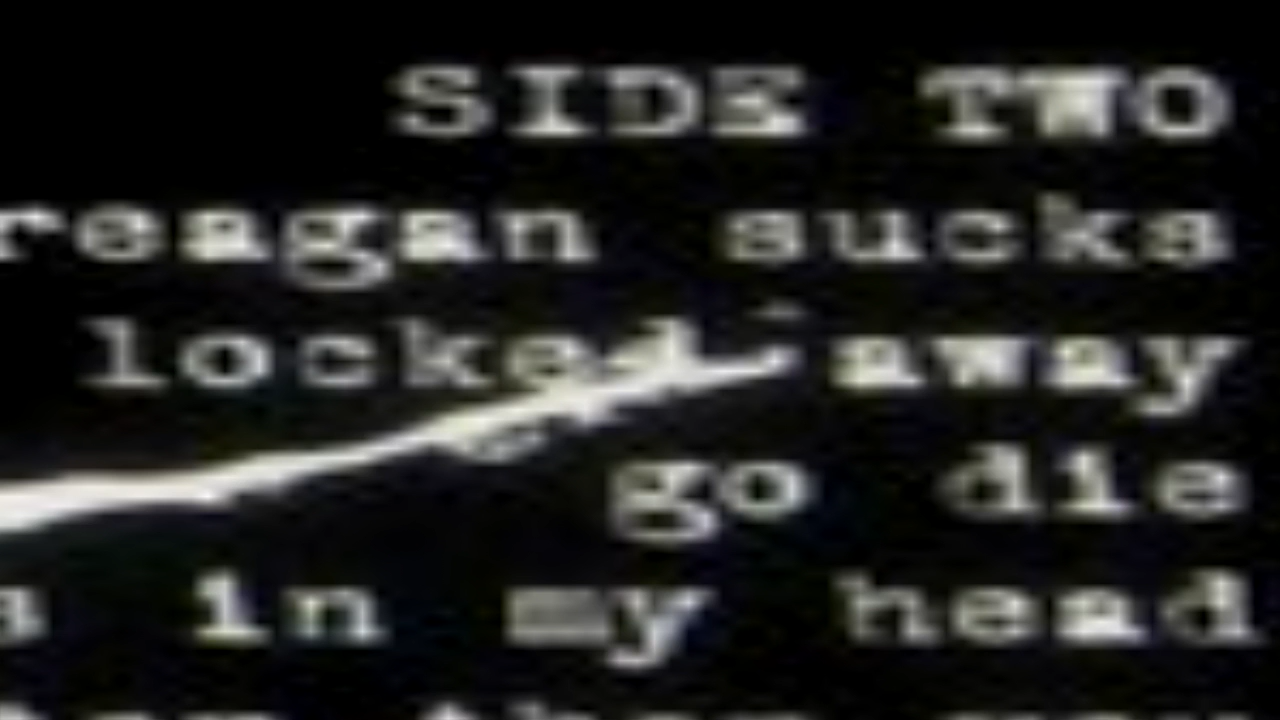 SIDE TWO
reagan sucks
locked away
go die
in my head